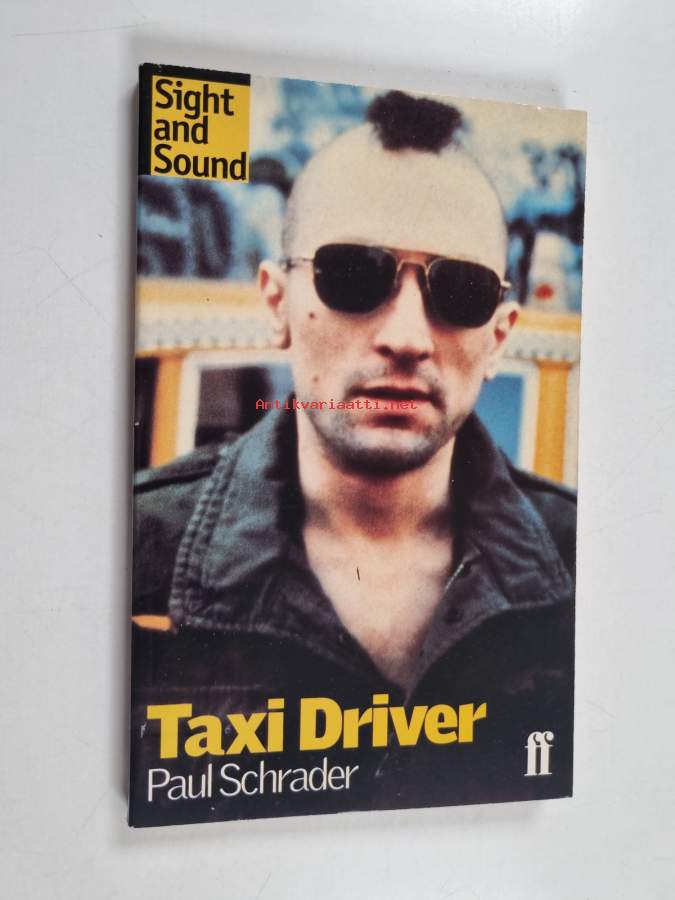 Sight
and
Sound
Antikvariaatti.net
Taxi Driver
Paul Schrader
ff